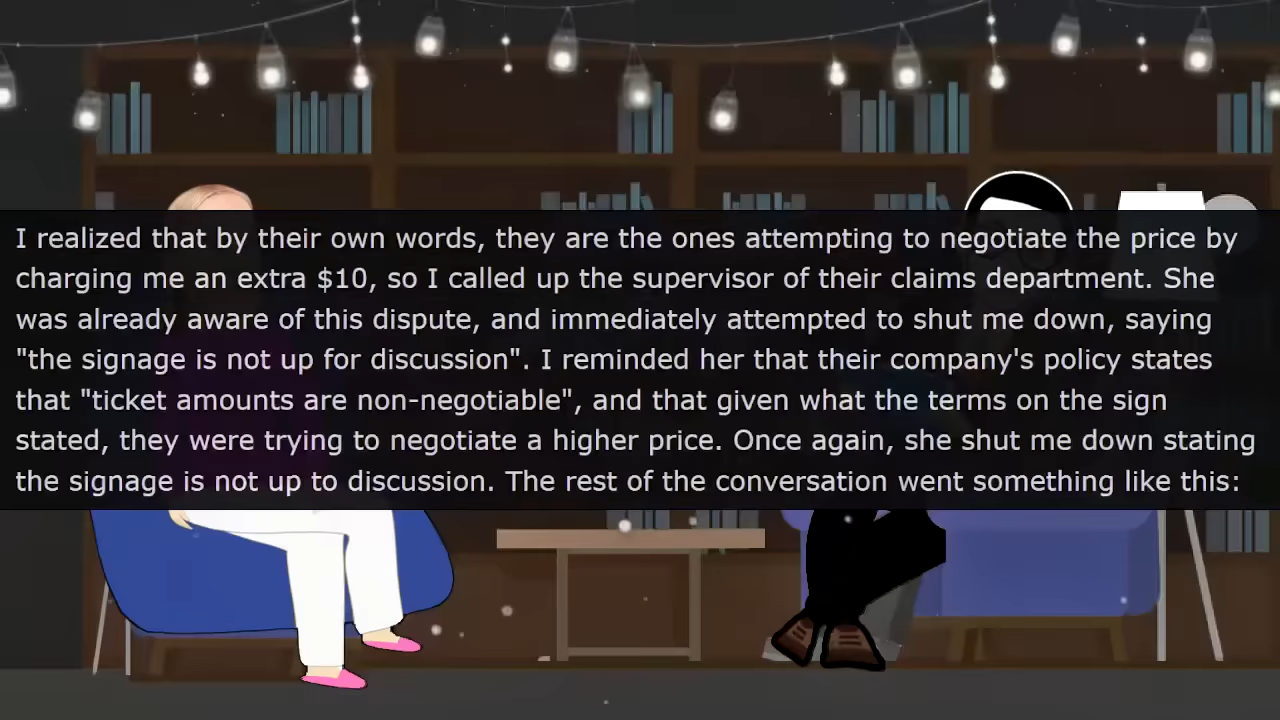 I realized that by their own words, they are the ones attempting to negotiate the price by
charging me an extra $10, so I called up the supervisor of their claims department. She
was already aware of this dispute, and immediately attempted to shut me down, saying
"the signage is not up for discussion". I reminded her that their company's policy states
that "ticket amounts are non-negotiable", and that given what the terms on the sign
stated, they were trying to negotiate a higher price. Once again, she shut me down stating
the signage is not up to discussion. The rest of the conversation went something like this: